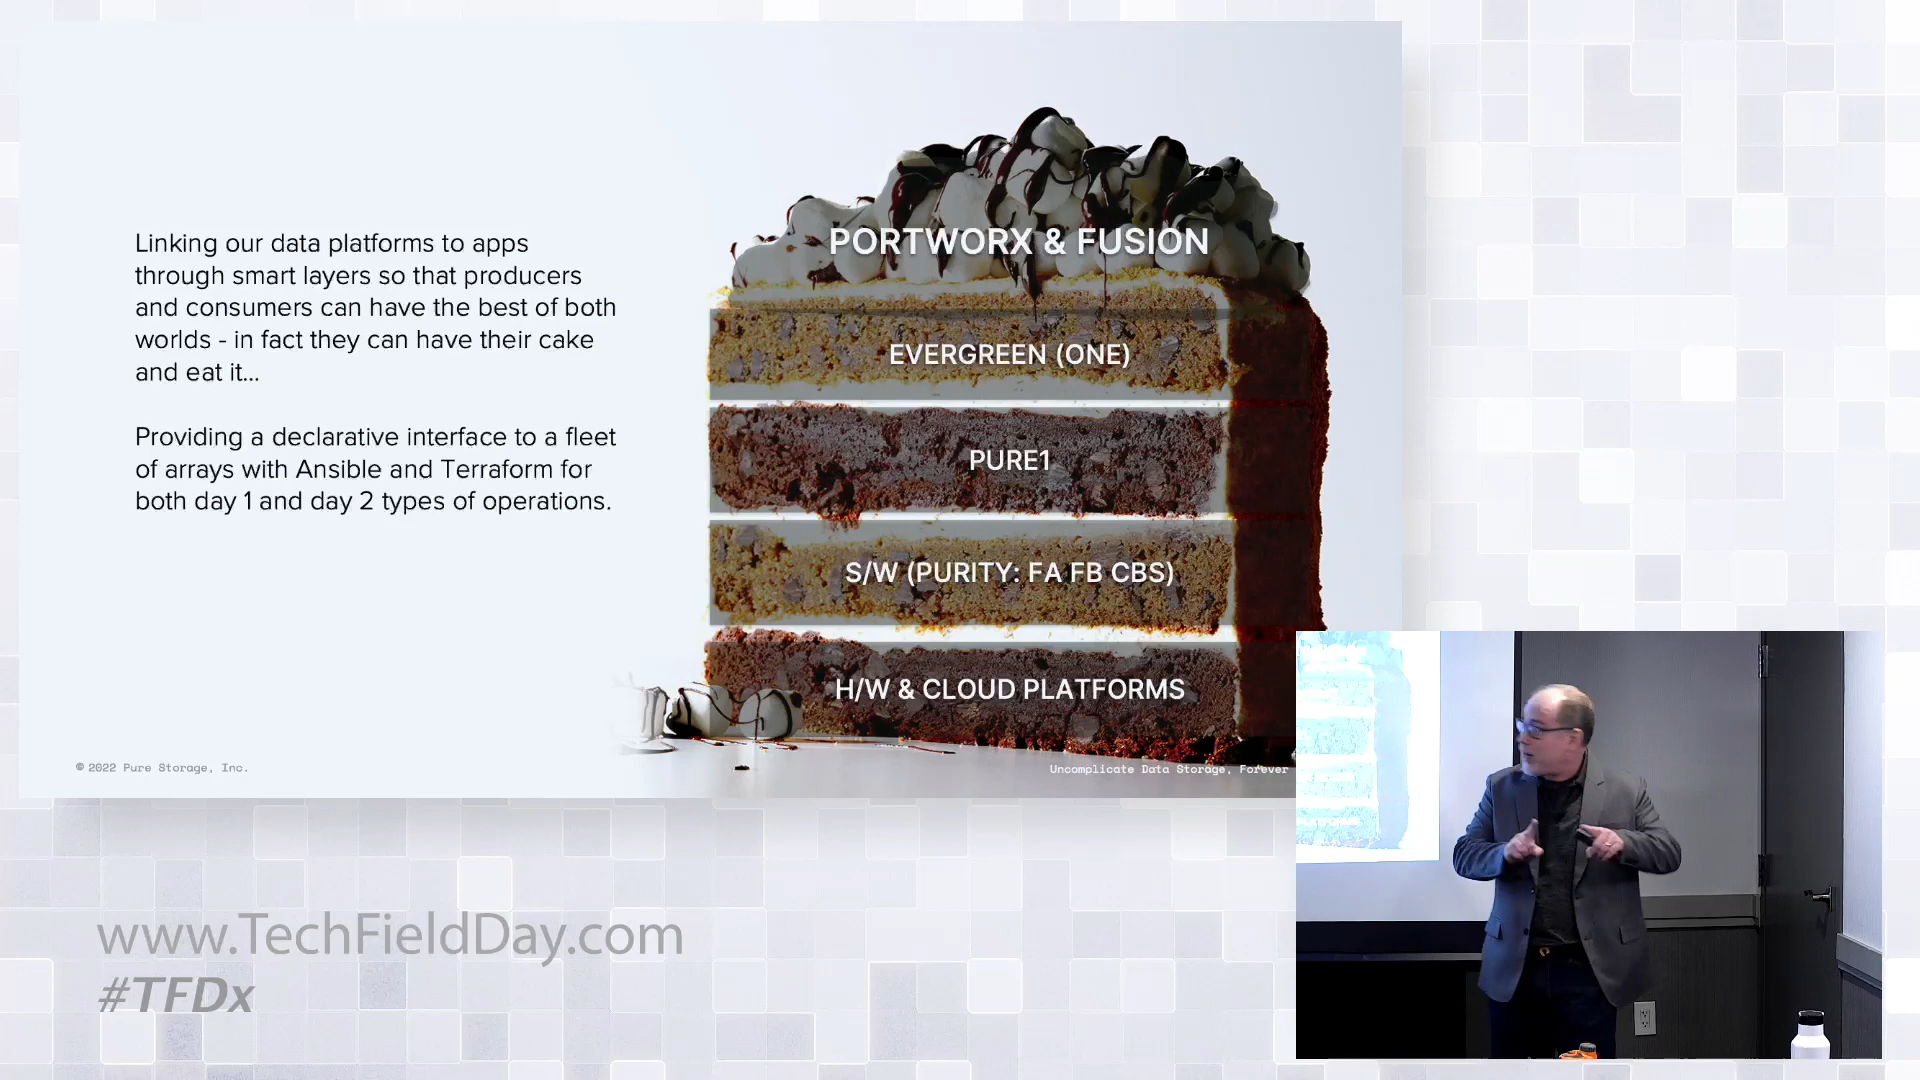 Linking our data platforms to apps
through smart layers so that producers
and consumers can have the best of both
worlds - in fact they can have their cake
and eat it...
Providing a declarative interface to a fleet
of arrays with Ansible and Terraform for
both day 1 and day 2 types of operations.
PORTWORX & FUSION
EVERGREEN (ONE)
PURE1
S/W (PURITY: FA FB CBS)
H/W & CLOUD PLATFORMS
© 2022 Pure Storage, Inc.
Uncomplicate Data Storage, Forever
www.TechFieldDay.com
#TFDx